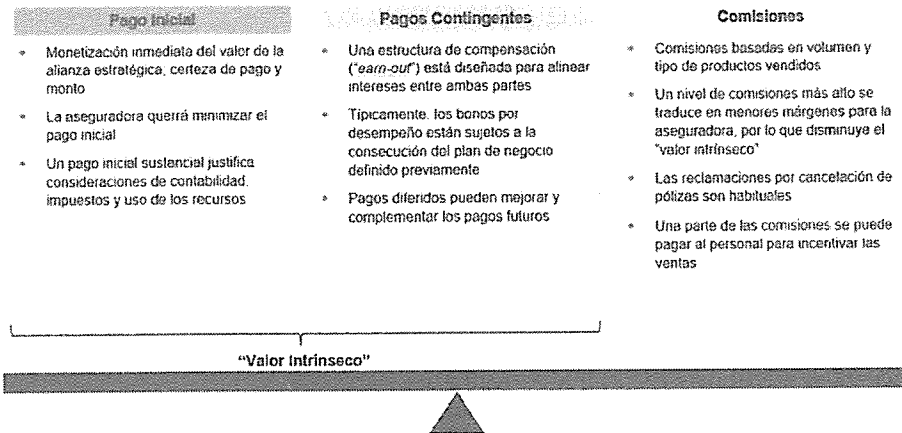 Pago Inicial
• Monetización inmediata del valor de la
alianza estratégica; certeza de pago y
monto
• La aseguradora querrá minimizar el
pago inicial
• Un pago inicial sustancial justifica
consideraciones de contabilidad,
impuestos y uso de los recursos
Pagos Contingentes
• Una estructura de compensación
("earn-out") está diseñada para alinear
intereses entre ambas partes
• Típicamente, los bonos por
desempeño están sujetos a la
consecución del plan de negocio
definido previamente
• Pagos diferidos pueden mejorar y
complementar los pagos futuros
Comisiones
• Comisiones basadas en volumen y
tipo de productos vendidos
• Un nivel de comisiones más alto se
traduce en menores márgenes para la
aseguradora, por lo que disminuye el
"valor intrínseco"
• Las reclamaciones por cancelación de
pólizas son habituales
• Una parte de las comisiones se puede
pagar al personal para incentivar las
ventas
"Valor Intrínseco"